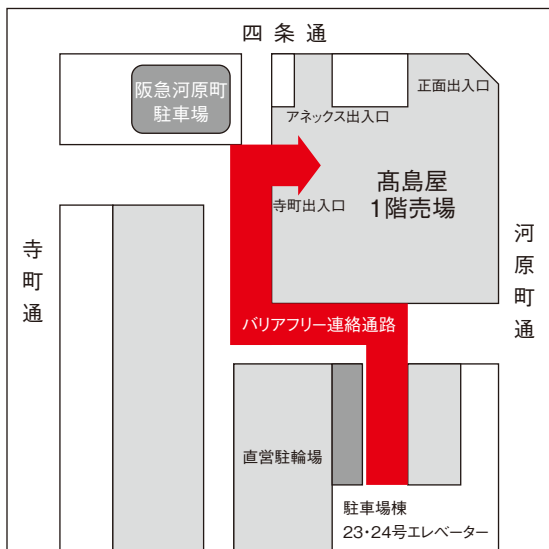 四条通
阪急河原町
駐車場
正面出入口
アネックス出入口
髙島屋
1階売場
寺町出入口
寺町通
河原町通
バリアフリー連絡通路
直営駐輪場
駐車場棟
23・24号エレベーター